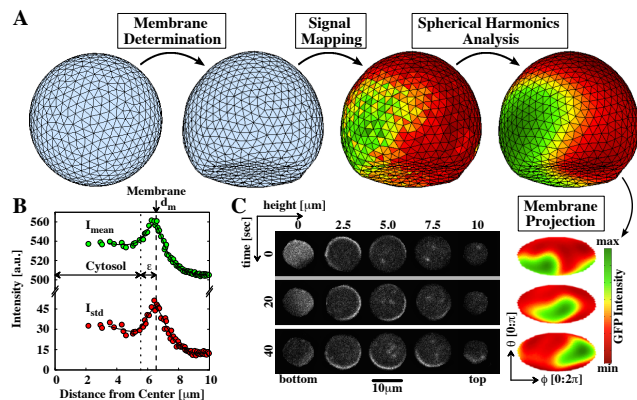 A
Membrane
Determination
Signal
Mapping
Spherical Harmonics
Analysis
B
Membrane
d_m
560
540
520
500
I_mean
Cytosol
ε
I_std
45
30
15
0
Intensity [a.u.]
0 2 4 6 8 10
Distance from Center [μm]
C
height [μm]
0 2.5 5.0 7.5 10
time [sec]
0
20
40
bottom
10μm
top
Membrane
Projection
max
GFP Intensity
min
θ [0:π]
ϕ [0:2π]